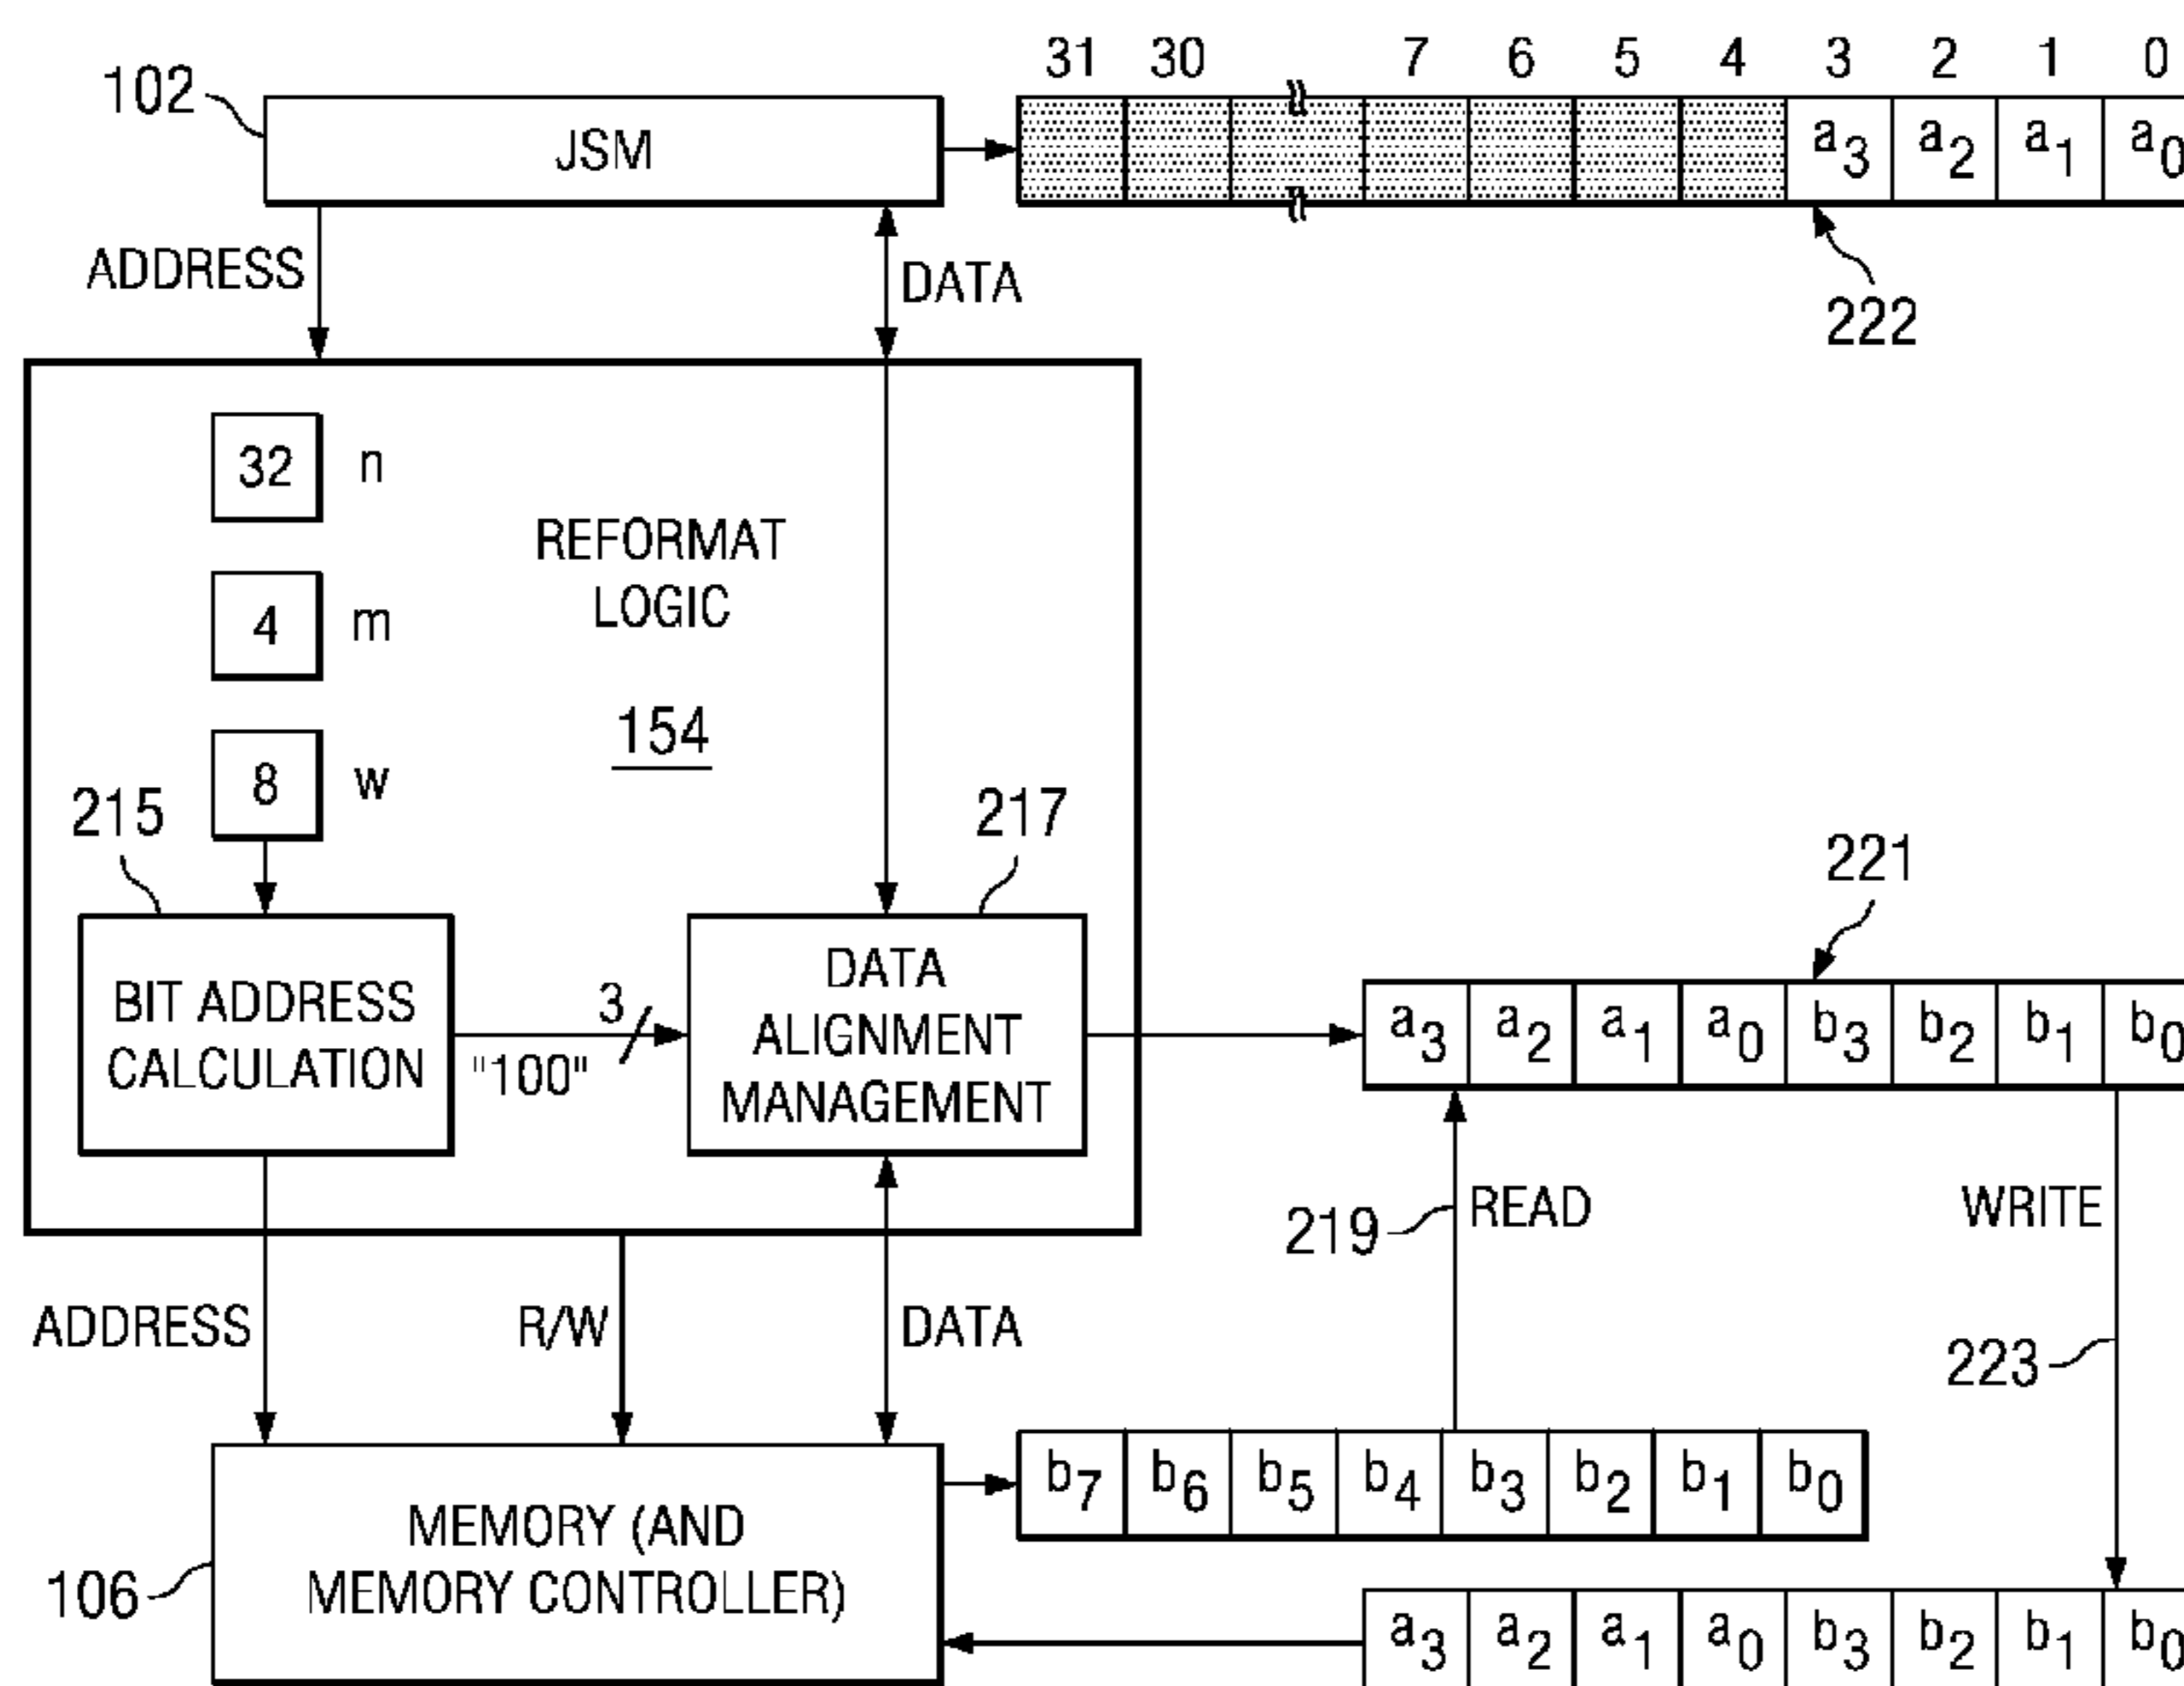 31 30 7 6 5 4 3 2 1 0
102
JSM
a3 a2 a1 a0
ADDRESS
DATA
222
32 n
REFORMAT
LOGIC
4 m
154
8 w
215
217
221
BIT ADDRESS
CALCULATION
3
"100"
DATA
ALIGNMENT
MANAGEMENT
a3 a2 a1 a0 b3 b2 b1 b0
219
READ
WRITE
ADDRESS
R/W
DATA
223
b7 b6 b5 b4 b3 b2 b1 b0
106
MEMORY (AND
MEMORY CONTROLLER)
a3 a2 a1 a0 b3 b2 b1 b0